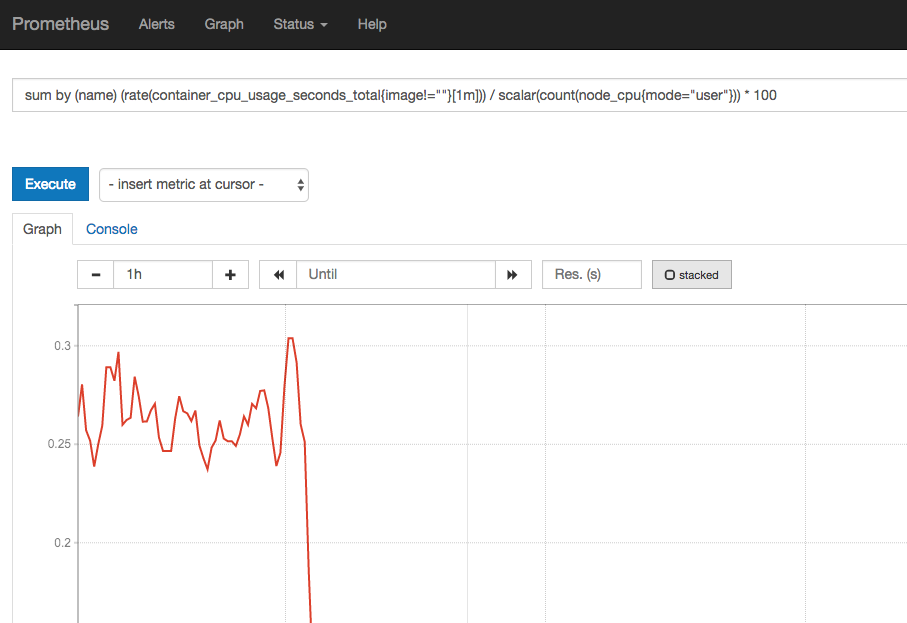 Prometheus Alerts Graph Status Help
sum by (name) (rate(container_cpu_usage_seconds_total{image!=""}[1m])) / scalar(count(node_cpu{mode="user"})) * 100
Execute - insert metric at cursor -
Graph Console
- 1h + Until Res. (s) stacked
0.3
0.25
0.2